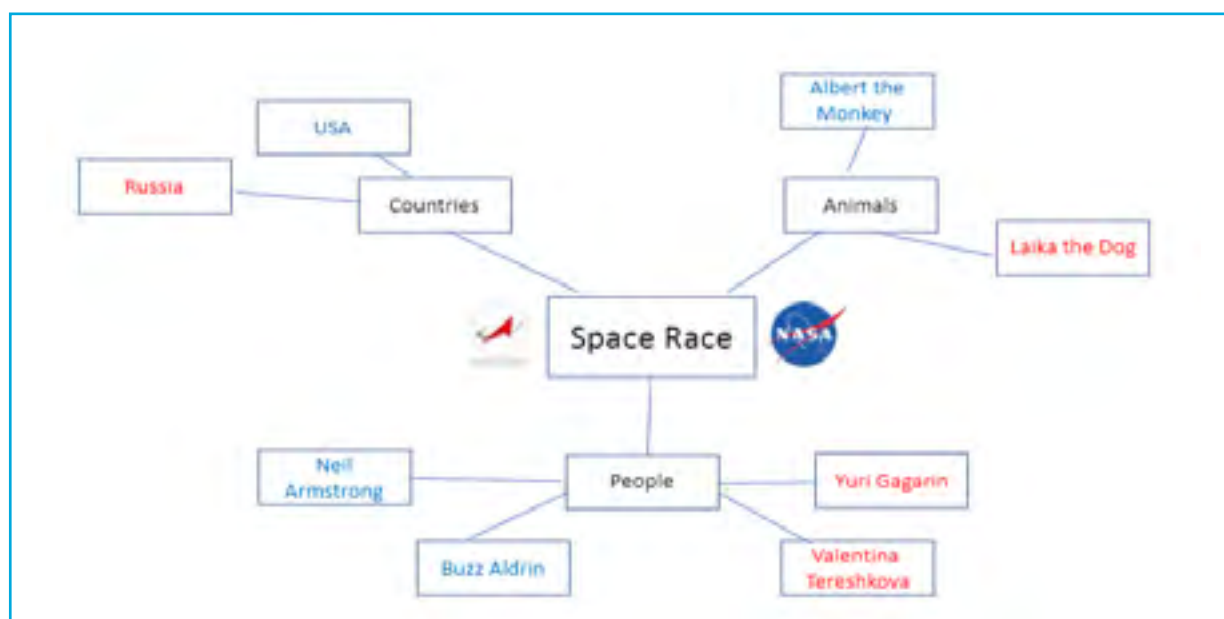 Albert the
Monkey
USA
Russia
Countries
Animals
Laika the Dog
Space Race
NASA
Neil
Armstrong
People
Yuri Gagarin
Buzz Aldrin
Valentina
Tereshkova